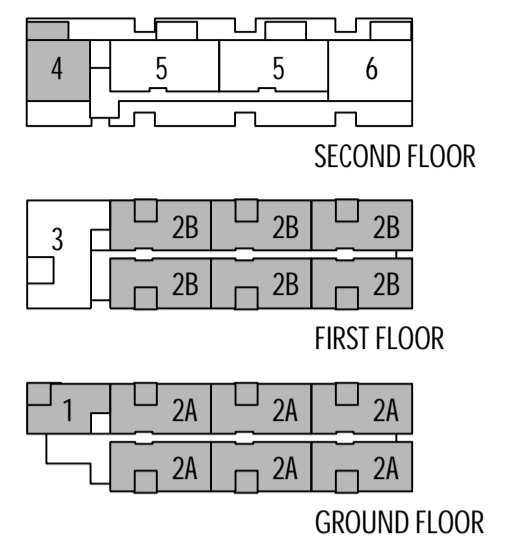 4 5 5 6
SECOND FLOOR
3 2B 2B 2B
2B 2B 2B
FIRST FLOOR
1 2A 2A 2A
2A 2A 2A
GROUND FLOOR